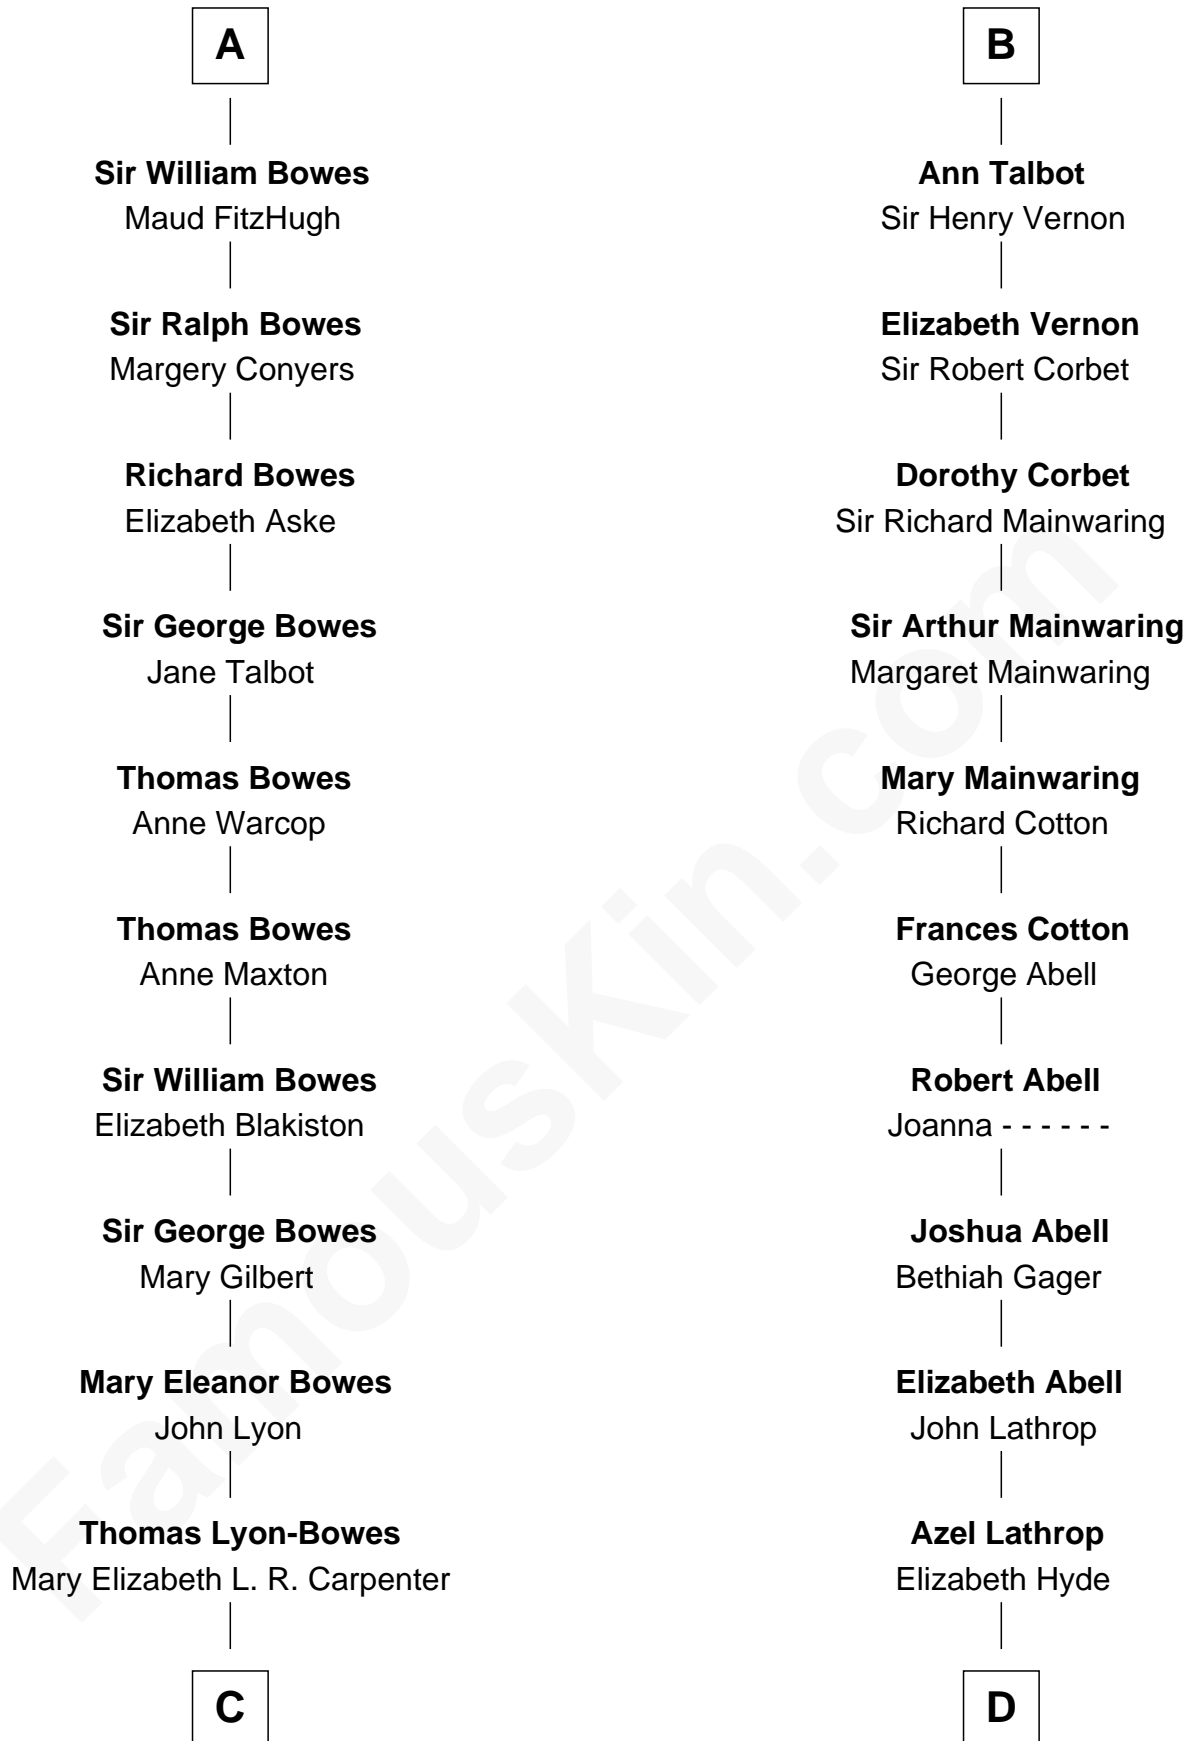 A
Sir William Bowes
Maud FitzHugh
Sir Ralph Bowes
Margery Conyers
Richard Bowes
Elizabeth Aske
Sir George Bowes
Jane Talbot
Thomas Bowes
Anne Warcop
Thomas Bowes
Anne Maxton
Sir William Bowes
Elizabeth Blakiston
Sir George Bowes
Mary Gilbert
Mary Eleanor Bowes
John Lyon
Thomas Lyon-Bowes
Mary Elizabeth L. R. Carpenter
C
B
Ann Talbot
Sir Henry Vernon
Elizabeth Vernon
Sir Robert Corbet
Dorothy Corbet
Sir Richard Mainwaring
Sir Arthur Mainwaring
Margaret Mainwaring
Mary Mainwaring
Richard Cotton
Frances Cotton
George Abell
Robert Abell
Joanna - - - - - -
Joshua Abell
Bethiah Gager
Elizabeth Abell
John Lathrop
Azel Lathrop
Elizabeth Hyde
D
FamousKin.com